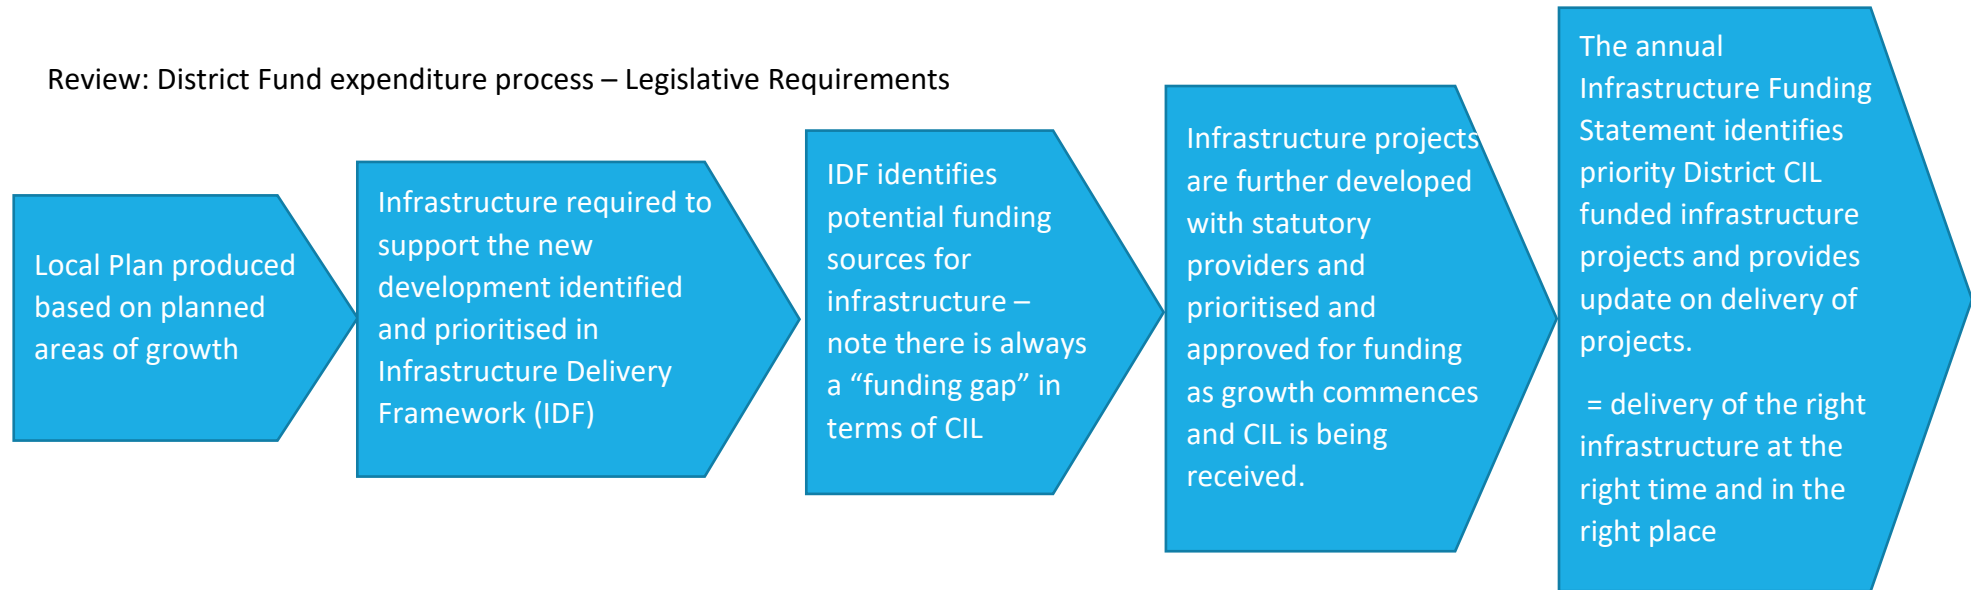 Review: District Fund expenditure process – Legislative Requirements
Local Plan produced
based on planned
areas of growth
Infrastructure required to
support the new
development identified
and prioritised in
Infrastructure Delivery
Framework (IDF)
IDF identifies
potential funding
sources for
infrastructure –
note there is always
a “funding gap” in
terms of CIL
Infrastructure projects
are further developed
with statutory
providers and
prioritised and
approved for funding
as growth commences
and CIL is being
received.
The annual
Infrastructure Funding
Statement identifies
priority District CIL
funded infrastructure
projects and provides
update on delivery of
projects.
= delivery of the right
infrastructure at the
right time and in the
right place